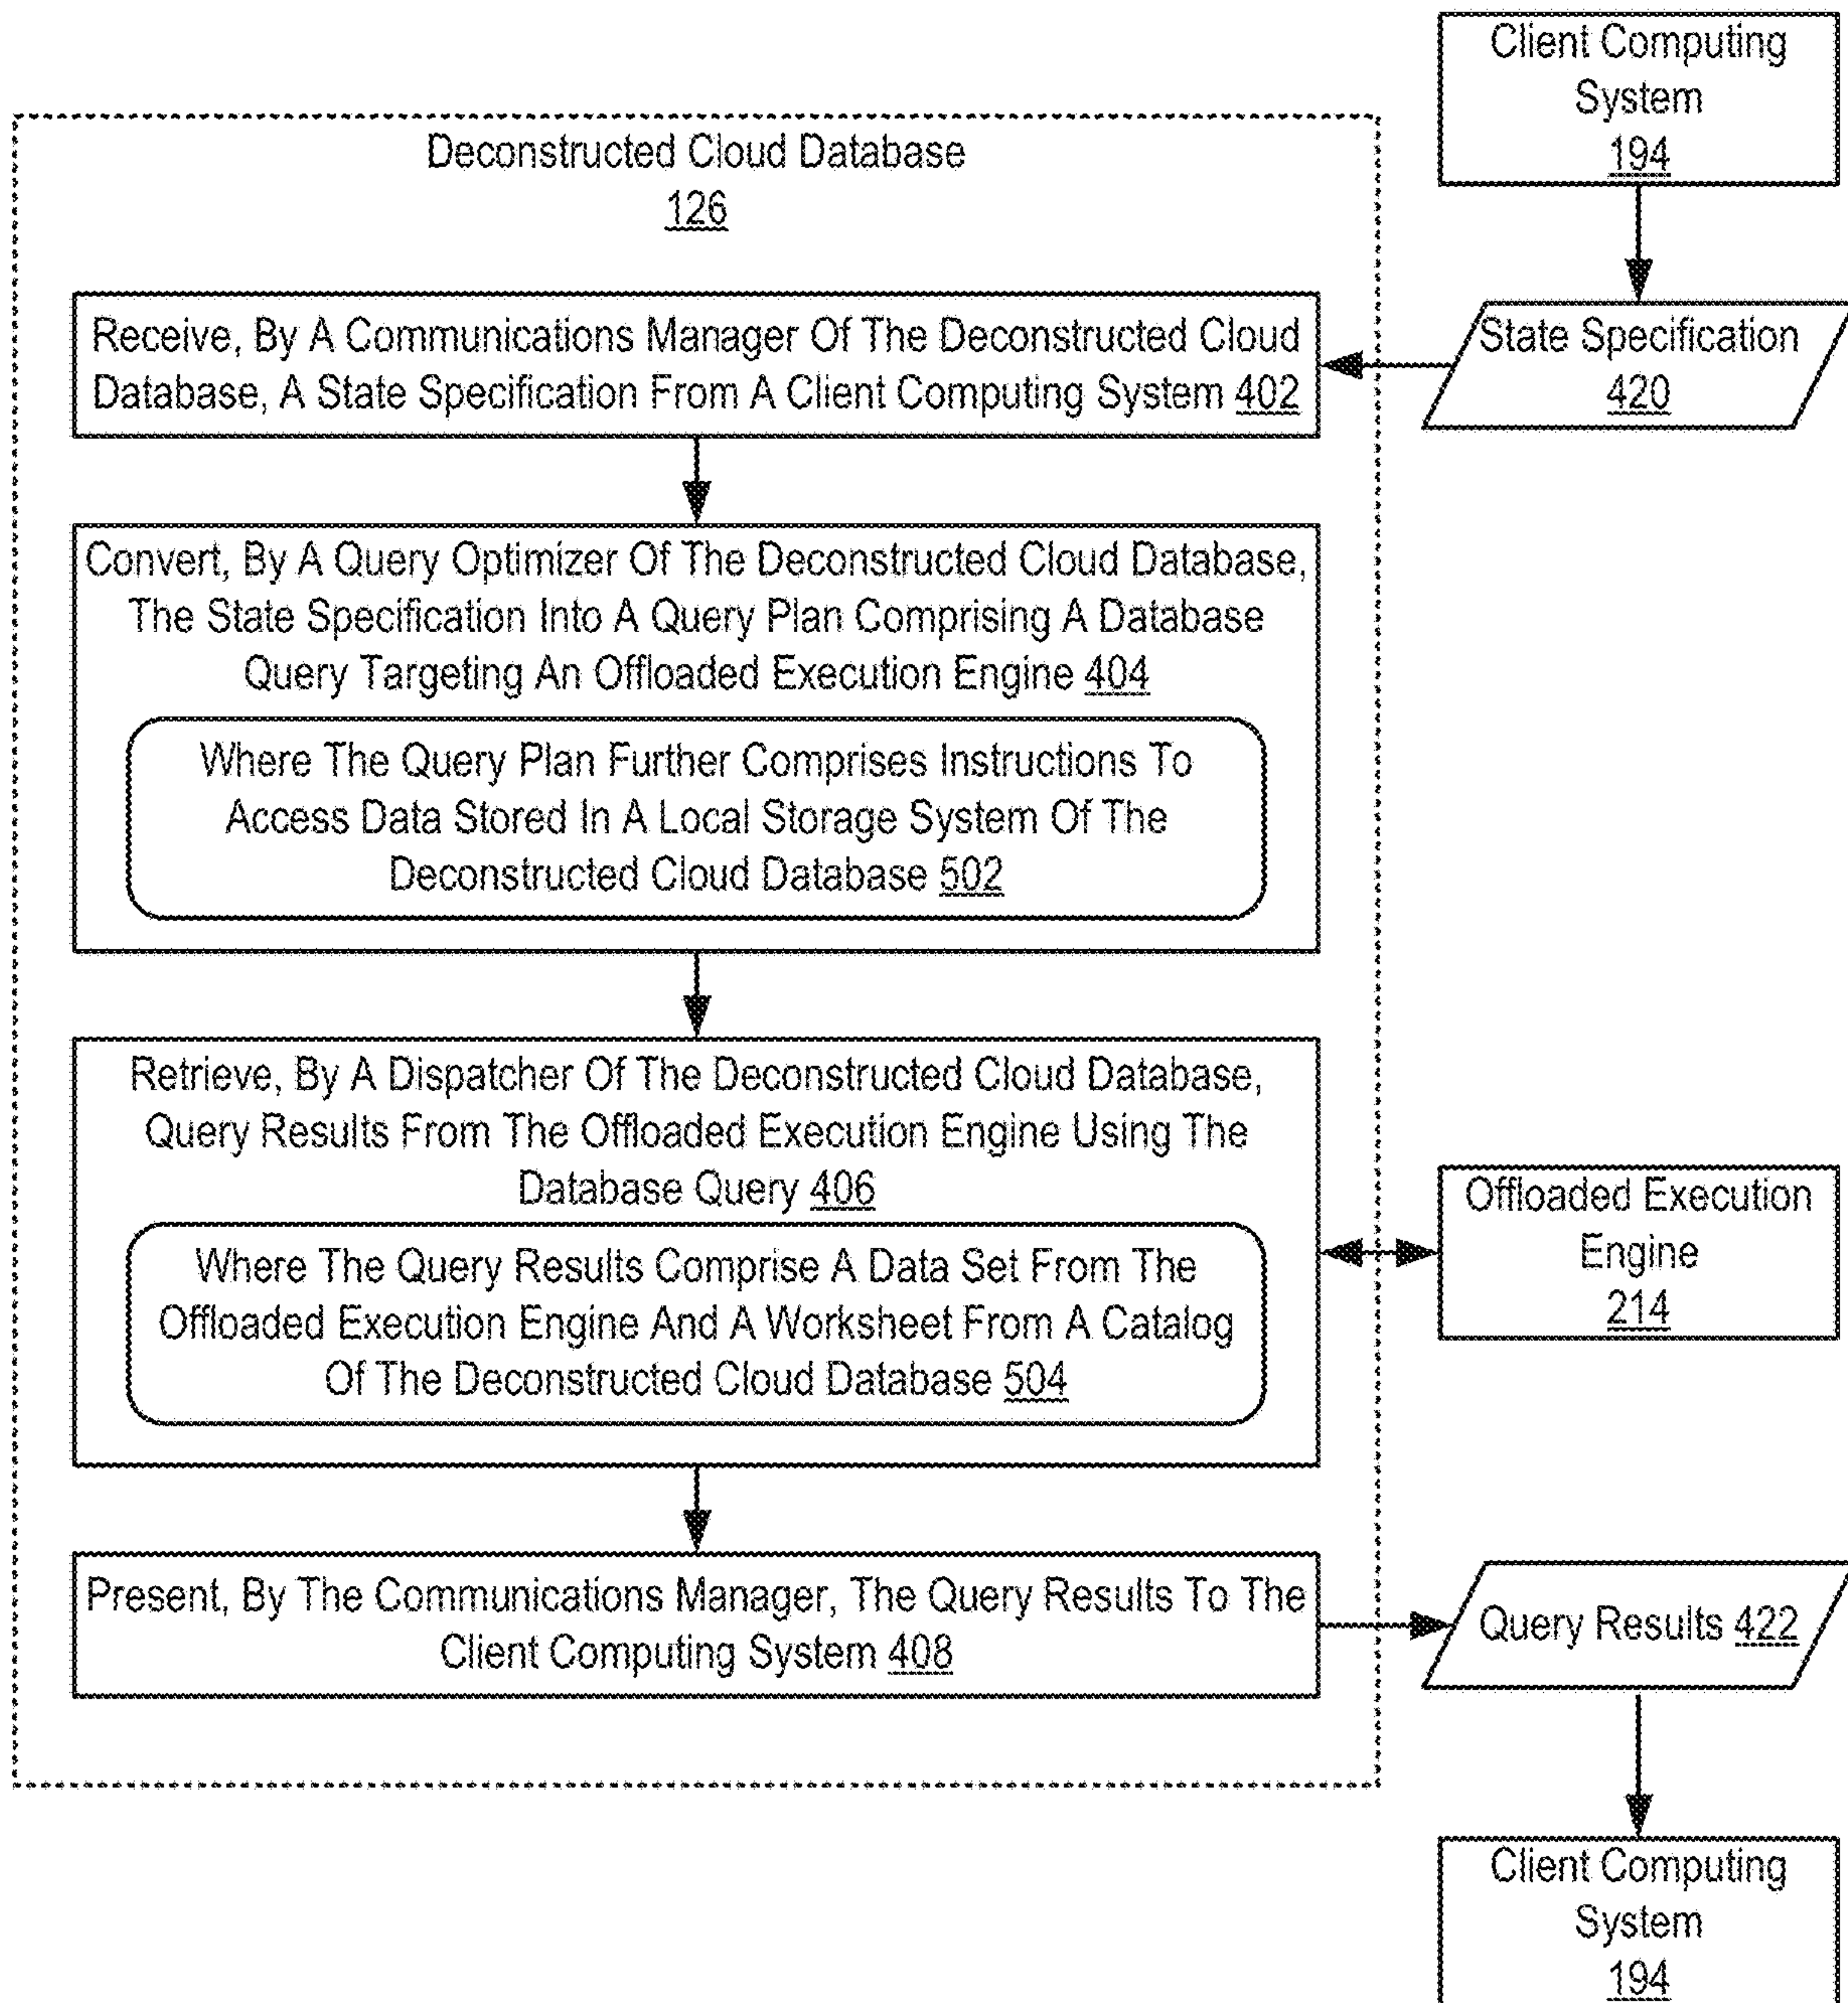 Client Computing
System
194
Deconstructed Cloud Database
126
Receive, By A Communications Manager Of The Deconstructed Cloud
Database, A State Specification From A Client Computing System 402
State Specification
420
Convert, By A Query Optimizer Of The Deconstructed Cloud Database,
The State Specification Into A Query Plan Comprising A Database
Query Targeting An Offloaded Execution Engine 404
Where The Query Plan Further Comprises Instructions To
Access Data Stored In A Local Storage System Of The
Deconstructed Cloud Database 502
Retrieve, By A Dispatcher Of The Deconstructed Cloud Database,
Query Results From The Offloaded Execution Engine Using The
Database Query 406
Where The Query Results Comprise A Data Set From The
Offloaded Execution Engine And A Worksheet From A Catalog
Of The Deconstructed Cloud Database 504
Offloaded Execution
Engine
214
Present, By The Communications Manager, The Query Results To The
Client Computing System 408
Query Results 422
Client Computing
System
194